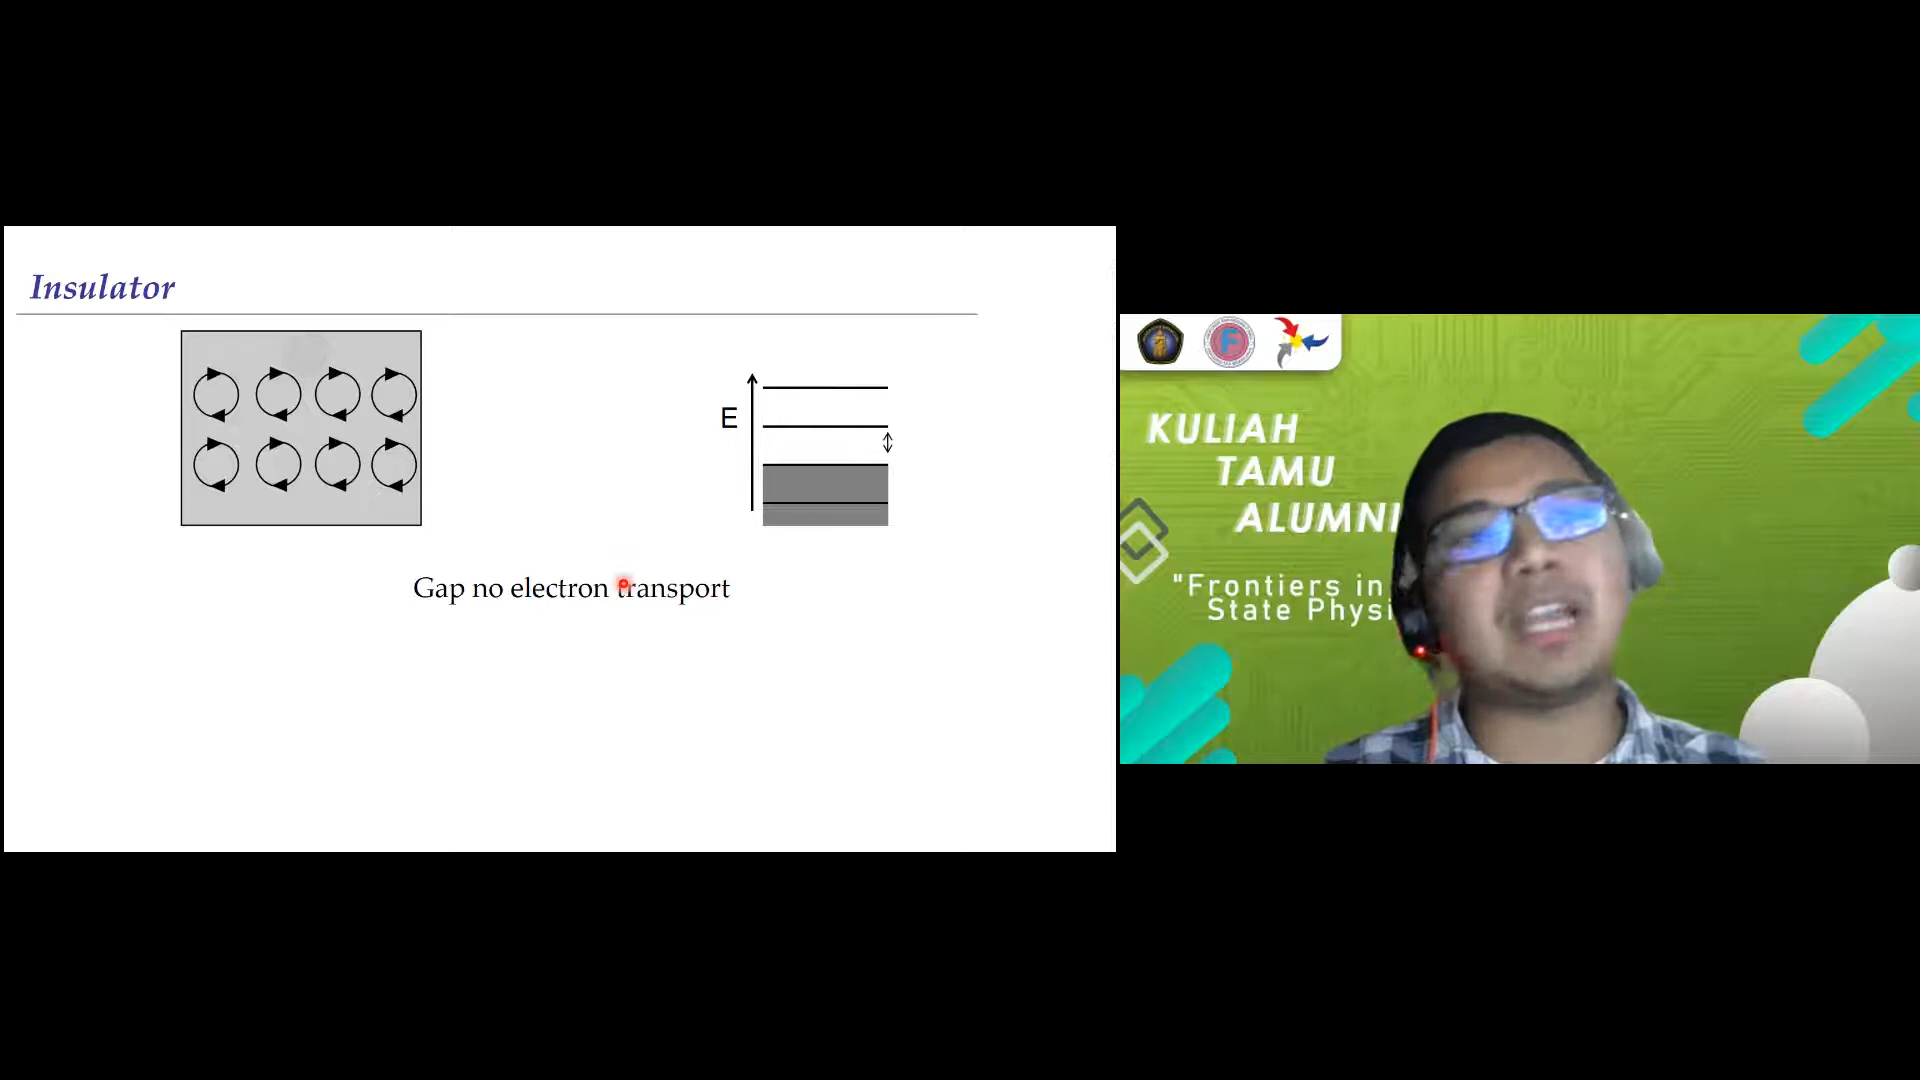 Insulator
E
Gap no electron transport
KULIAH
TAMU
ALUMNI
"Frontiers in
State Physi
F